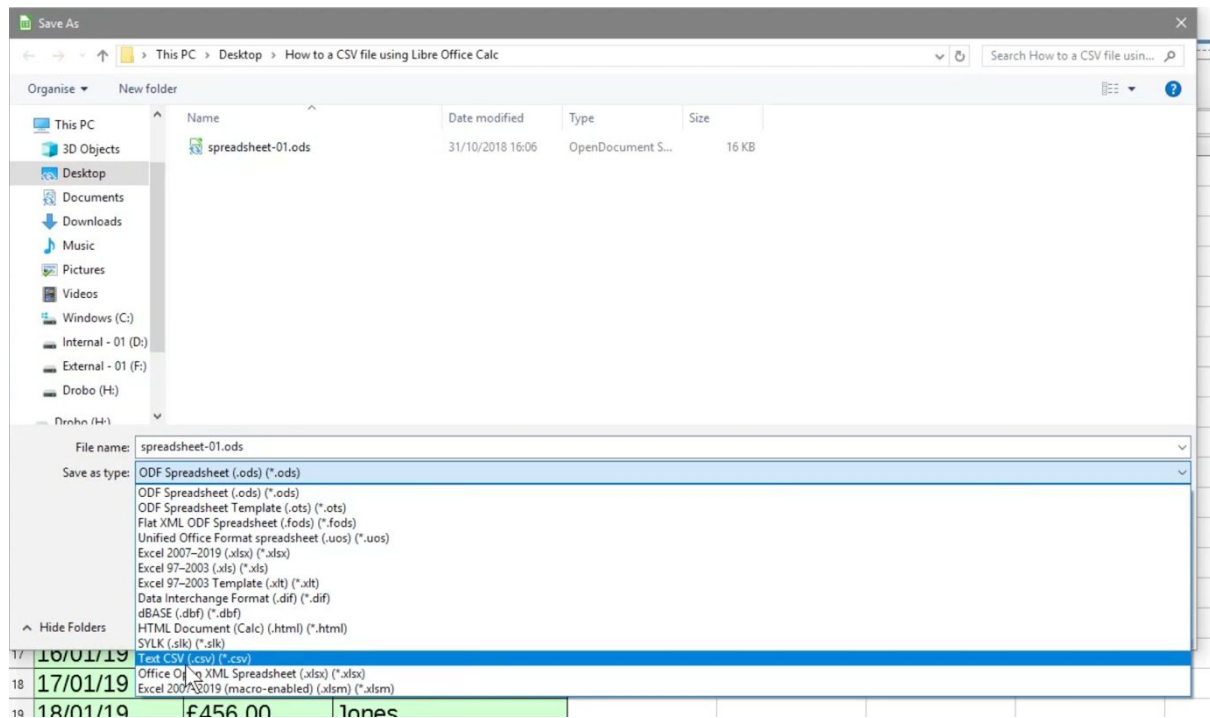 Save As
This PC > Desktop > How to a CSV file using Libre Office Calc
Search How to a CSV file usin...
Organise
New folder
Name
Date modified
Type
Size
This PC
3D Objects
Desktop
Documents
Downloads
Music
Pictures
Videos
Windows (C:)
Internal - 01 (D:)
External - 01 (F:)
Drobo (H:)
Drobo (H:)
spreadsheet-01.ods
31/10/2018 16:06
OpenDocument S...
16 KB
File name: spreadsheet-01.ods
Save as type: ODF Spreadsheet (.ods) (*.ods)
ODF Spreadsheet (.ods) (*.ods)
ODF Spreadsheet Template (.ots) (*.ots)
Flat XML ODF Spreadsheet (.fods) (*.fods)
Unified Office Format spreadsheet (.uos) (*.uos)
Excel 2007–2019 (.xlsx) (*.xlsx)
Excel 97–2003 (.xls) (*.xls)
Excel 97–2003 Template (.xlt) (*.xlt)
Data Interchange Format (.dif) (*.dif)
dBASE (.dbf) (*.dbf)
HTML Document (Calc) (.html) (*.html)
SYLK (.slk) (*.slk)
Text CSV (.csv) (*.csv)
Office Open XML Spreadsheet (.xlsx) (*.xlsx)
Excel 2007–2019 (macro-enabled) (.xlsm) (*.xlsm)
Hide Folders
17 16/01/19
18 17/01/19
19 18/01/19 £456.00 Jones